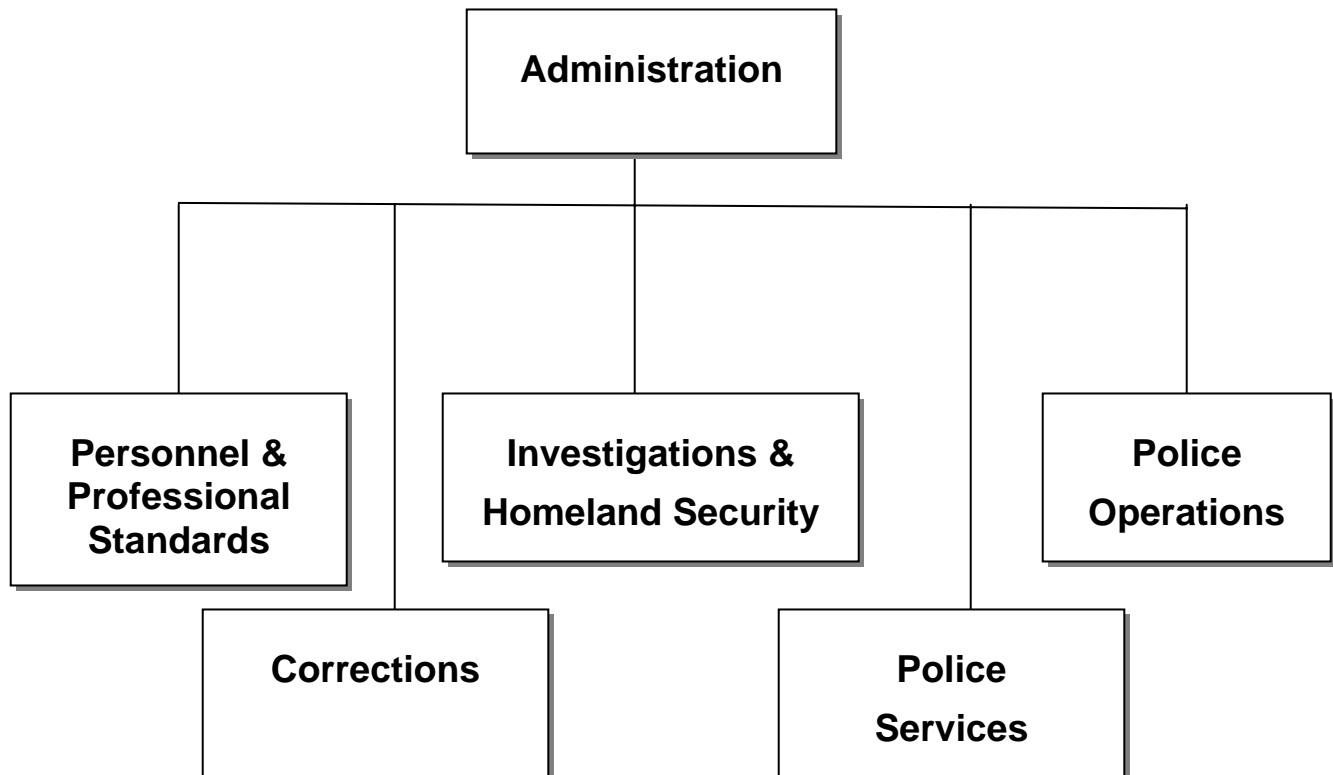 Administration
Personnel &
Professional
Standards
Investigations &
Homeland Security
Police
Operations
Corrections
Police
Services